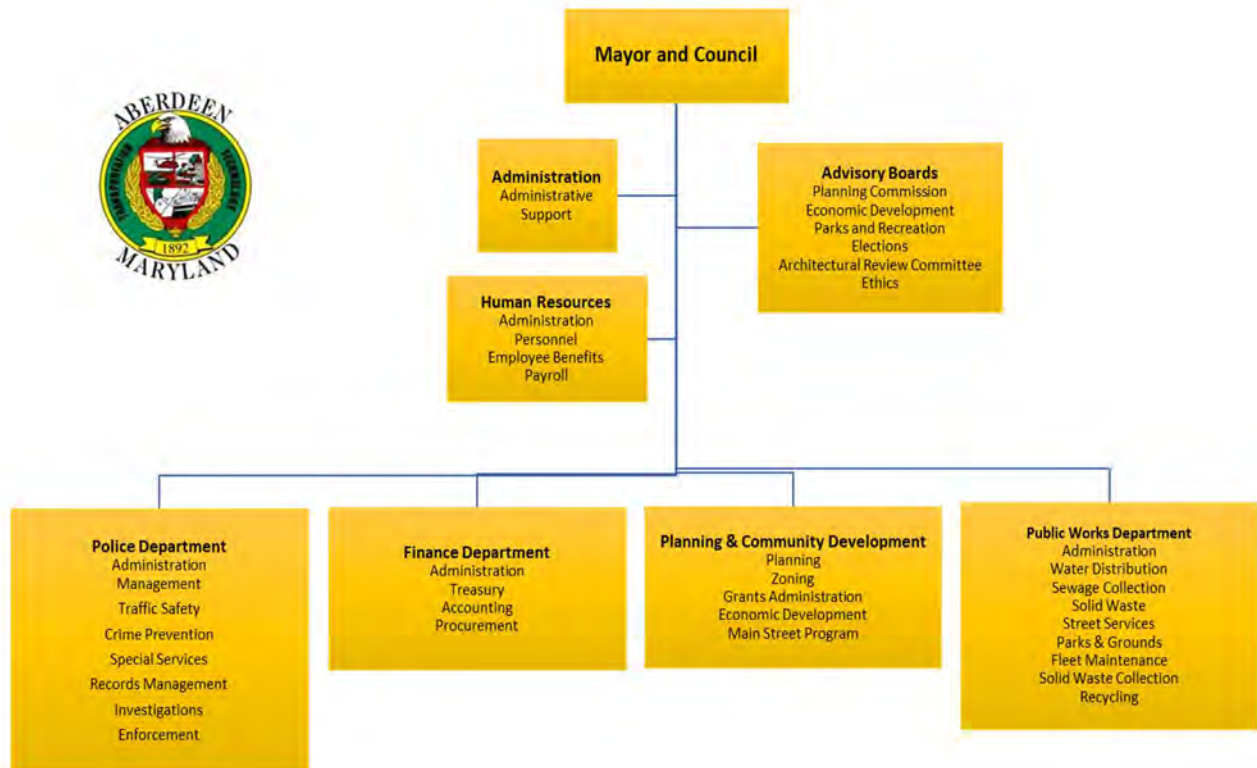 Mayor and Council
ABERDEEN
1892
MARYLAND
Administration
Administrative
Support
Advisory Boards
Planning Commission
Economic Development
Parks and Recreation
Elections
Architectural Review Committee
Ethics
Human Resources
Administration
Personnel
Employee Benefits
Payroll
Police Department
Administration
Management
Traffic Safety
Crime Prevention
Special Services
Records Management
Investigations
Enforcement
Finance Department
Administration
Treasury
Accounting
Procurement
Planning & Community Development
Planning
Zoning
Grants Administration
Economic Development
Main Street Program
Public Works Department
Administration
Water Distribution
Sewage Collection
Solid Waste
Street Services
Parks & Grounds
Fleet Maintenance
Solid Waste Collection
Recycling